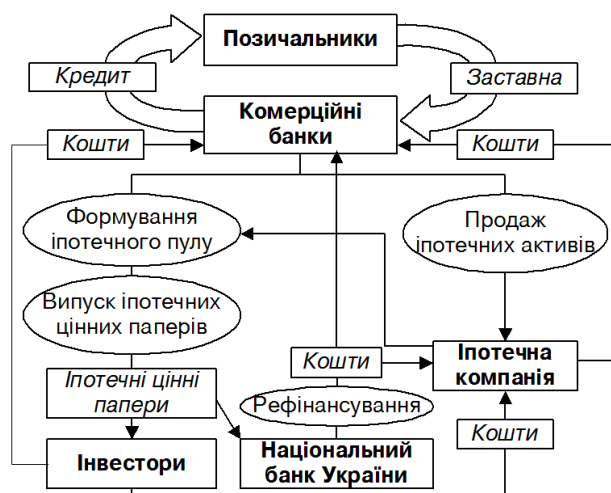 Позичальники
Кредит
Заставна
Комерційні
банки
Кошти
Кошти
Формування
іпотечного пулу
Продаж
іпотечних активів
Випуск іпотечних
цінних паперів
Кошти
Іпотечна
компанія
Іпотечні цінні
папери
Рефінансування
Кошти
Інвестори
Національний
банк України